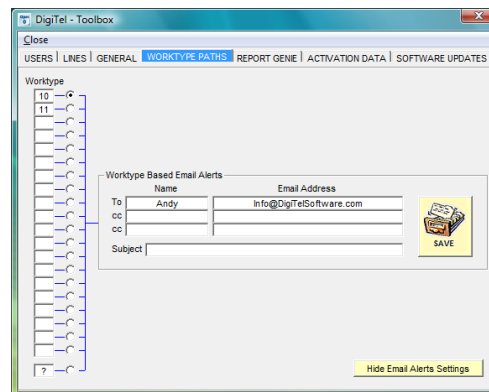 DigiTel - Toolbox
Close
USERS LINES GENERAL WORKTYPE PATHS REPORT GENIE ACTIVATION DATA SOFTWARE UPDATES
Worktype
10
11
Worktype Based Email Alerts
Name Email Address
To Andy Info@DigiTelSoftware.com
cc
cc
Subject
SAVE
?
Hide Email Alerts Settings